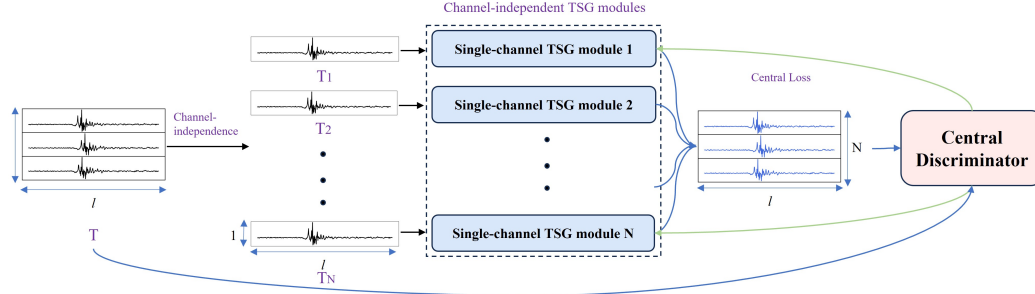 Channel-independent TSG modules
Single-channel TSG module 1
T1
Central Loss
Single-channel TSG module 2
T2
Channel-
independence
N
Central
Discriminator
l
l
T
1
Single-channel TSG module N
l
TN